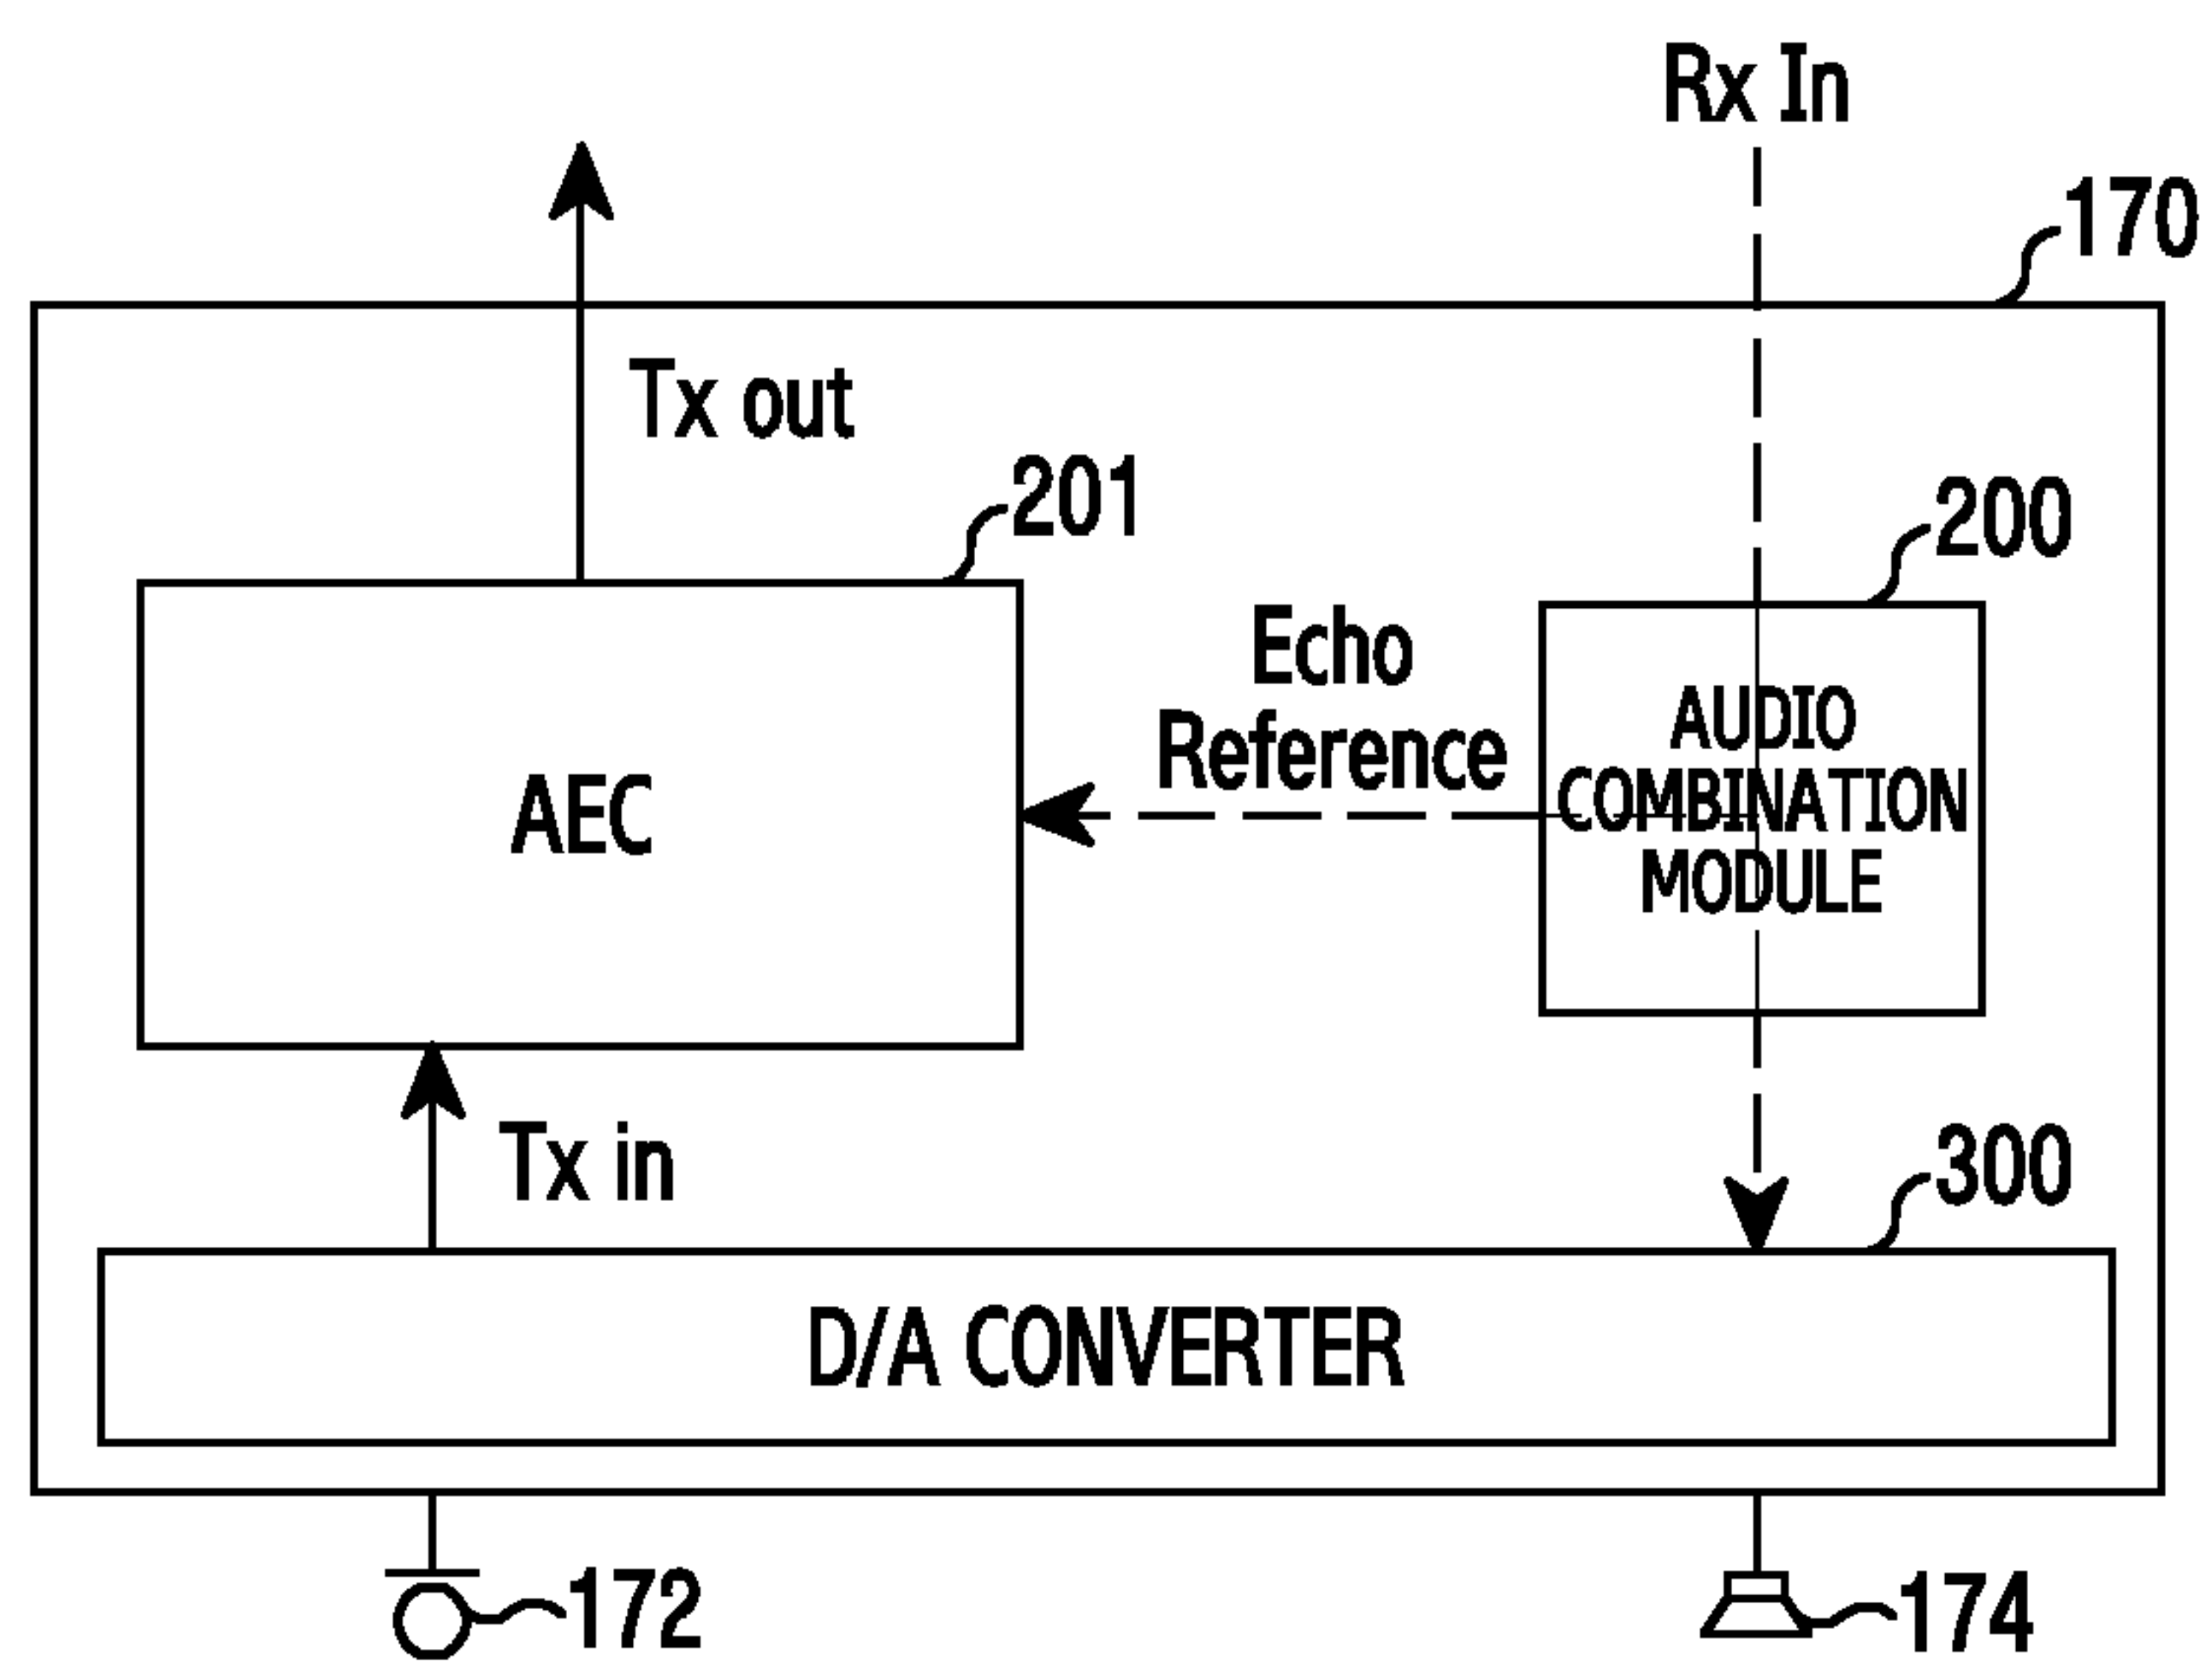 Rx In
170
Tx out
201
200
Echo
Reference
AUDIO
COMBINATION
MODULE
AEC
Tx in
300
D/A CONVERTER
172
174